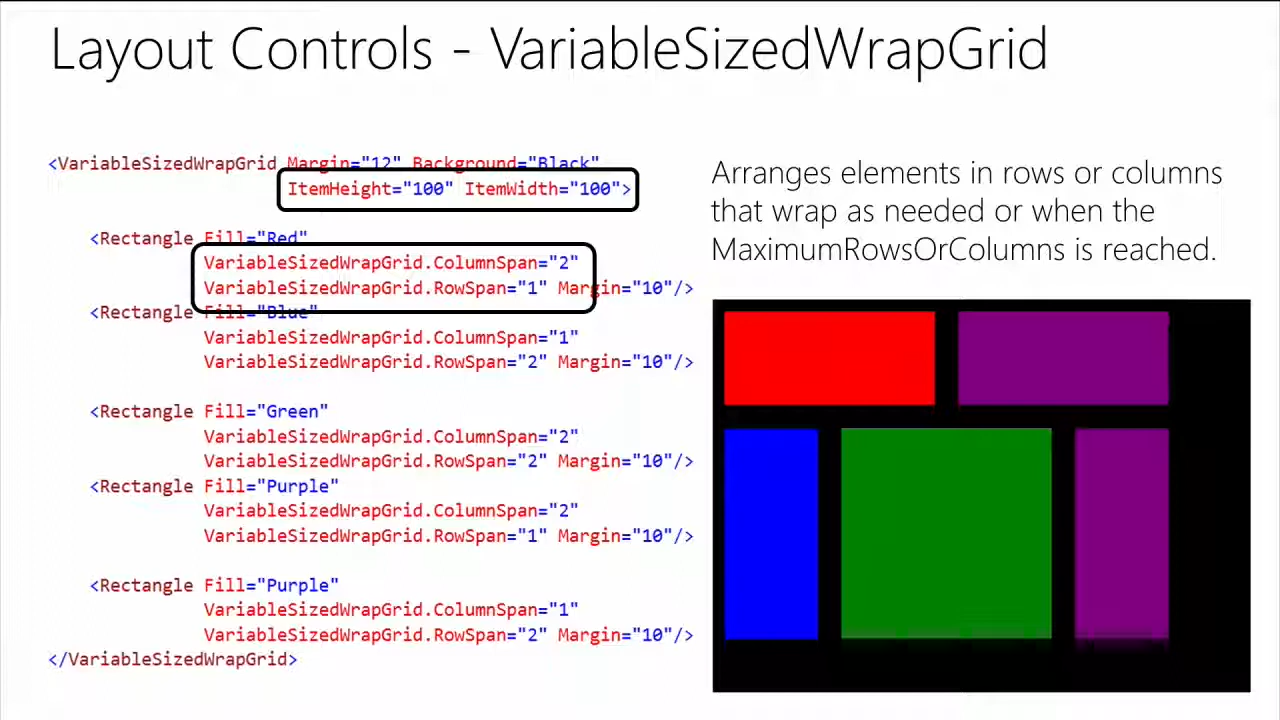 Layout Controls - VariableSizedWrapGrid
<VariableSizedWrapGrid Margin="12" Background="Black"
ItemHeight="100" ItemWidth="100">
<Rectangle Fill="Red"
VariableSizedWrapGrid.ColumnSpan="2"
VariableSizedWrapGrid.RowSpan="1" Margin="10"/>
<Rectangle Fill="Blue"
VariableSizedWrapGrid.ColumnSpan="1"
VariableSizedWrapGrid.RowSpan="2" Margin="10"/>
<Rectangle Fill="Green"
VariableSizedWrapGrid.ColumnSpan="2"
VariableSizedWrapGrid.RowSpan="2" Margin="10"/>
<Rectangle Fill="Purple"
VariableSizedWrapGrid.ColumnSpan="2"
VariableSizedWrapGrid.RowSpan="1" Margin="10"/>
<Rectangle Fill="Purple"
VariableSizedWrapGrid.ColumnSpan="1"
VariableSizedWrapGrid.RowSpan="2" Margin="10"/>
</VariableSizedWrapGrid>
Arranges elements in rows or columns
that wrap as needed or when the
MaximumRowsOrColumns is reached.